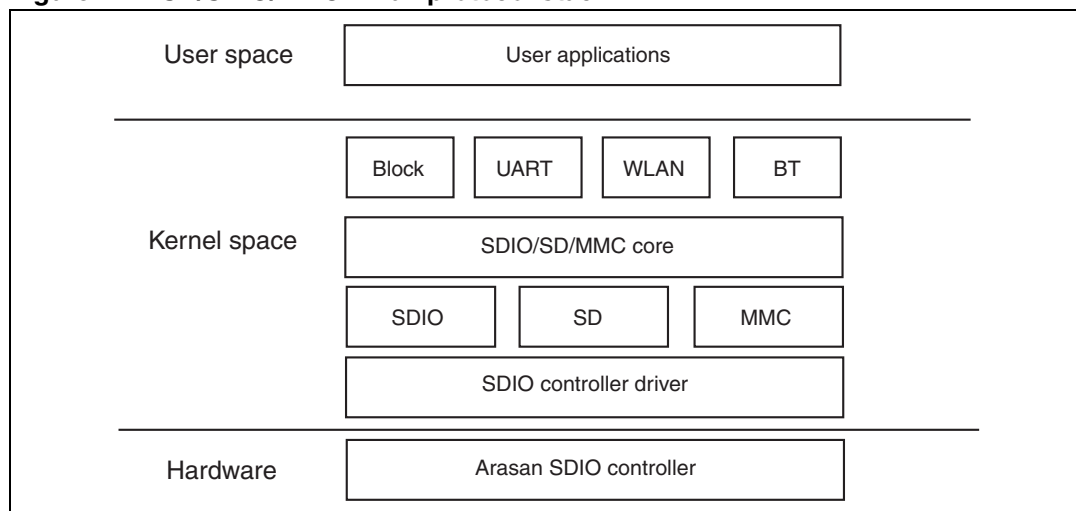 User space
User applications
Block
UART
WLAN
BT
Kernel space
SDIO/SD/MMC core
SDIO
SD
MMC
SDIO controller driver
Hardware
Arasan SDIO controller